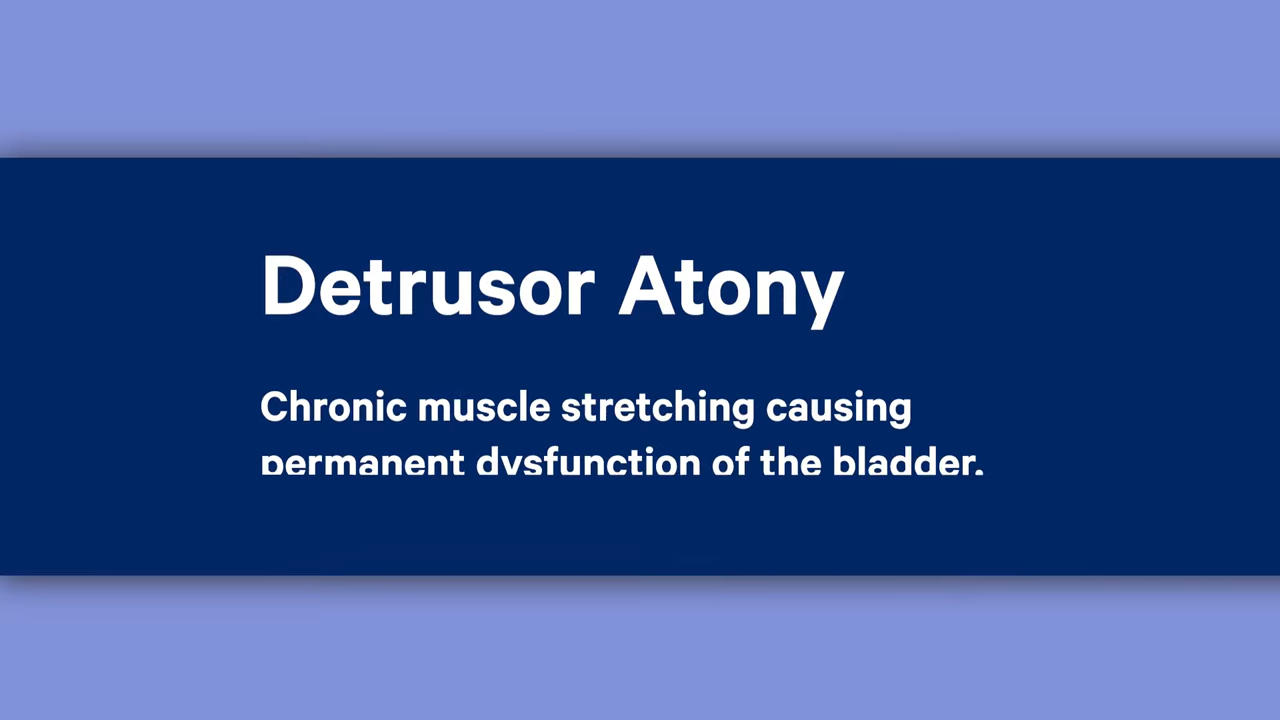 Detrusor Atony
Chronic muscle stretching causing
permanent dysfunction of the bladder.